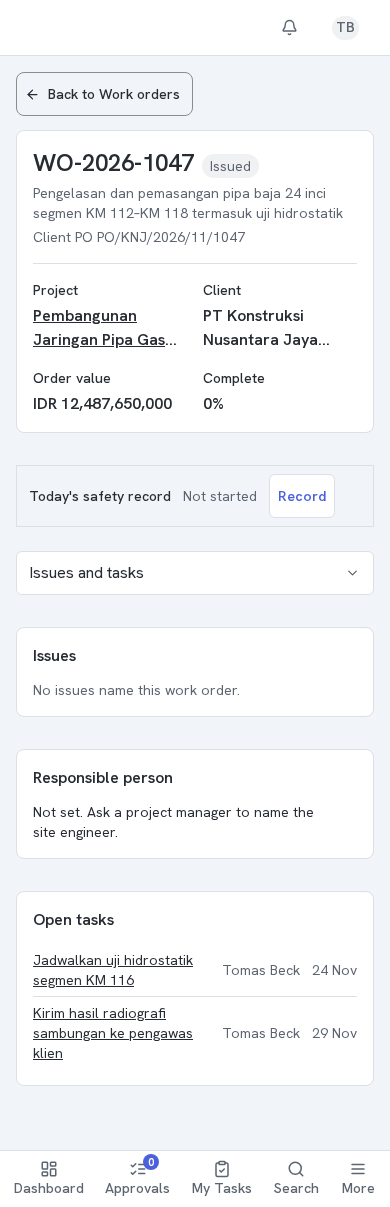 TB
Back to Work orders
WO-2026-1047 Issued
Pengelasan dan pemasangan pipa baja 24 inci
segmen KM 112–KM 118 termasuk uji hidrostatik
Client PO PO/KNJ/2026/11/1047
Project
Pembangunan
Jaringan Pipa Gas...
Client
PT Konstruksi
Nusantara Jaya...
Order value
IDR 12,487,650,000
Complete
0%
Today's safety record Not started Record
Issues and tasks
Issues
No issues name this work order.
Responsible person
Not set. Ask a project manager to name the
site engineer.
Open tasks
Jadwalkan uji hidrostatik
segmen KM 116
Tomas Beck 24 Nov
Kirim hasil radiografi
sambungan ke pengawas
klien
Tomas Beck 29 Nov
0
Dashboard Approvals My Tasks Search More